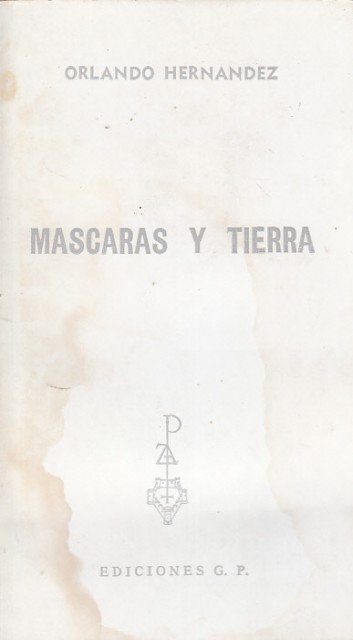 ORLANDO HERNANDEZ
MASCARAS Y TIERRA
EDICIONES G. P.